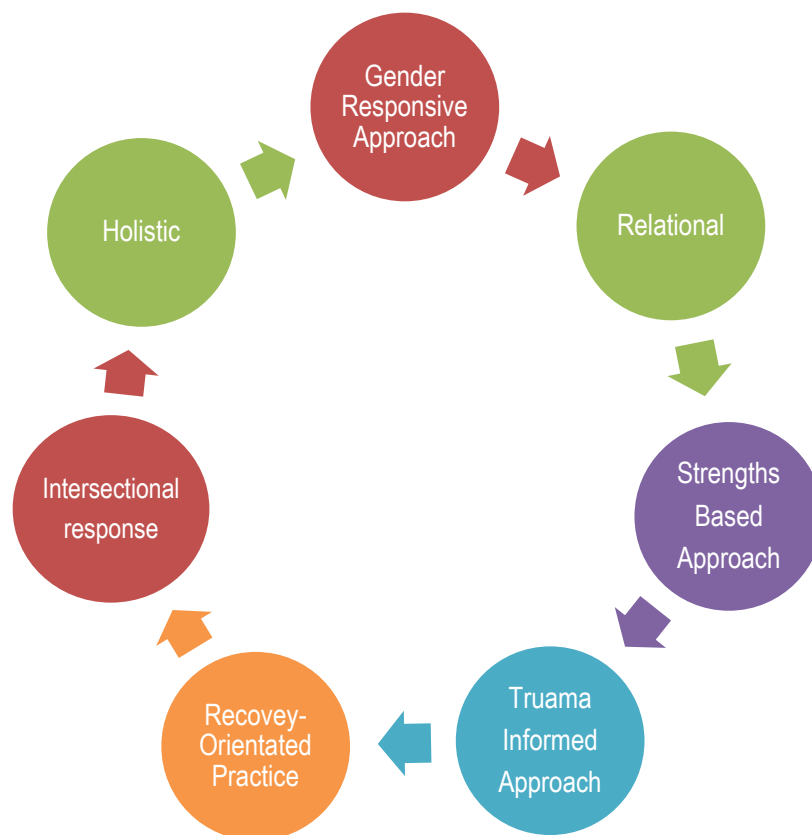 Gender
Responsive
Approach
Relational
Strengths
Based
Approach
Truama
Informed
Approach
Recovey-
Orientated
Practice
Intersectional
response
Holistic